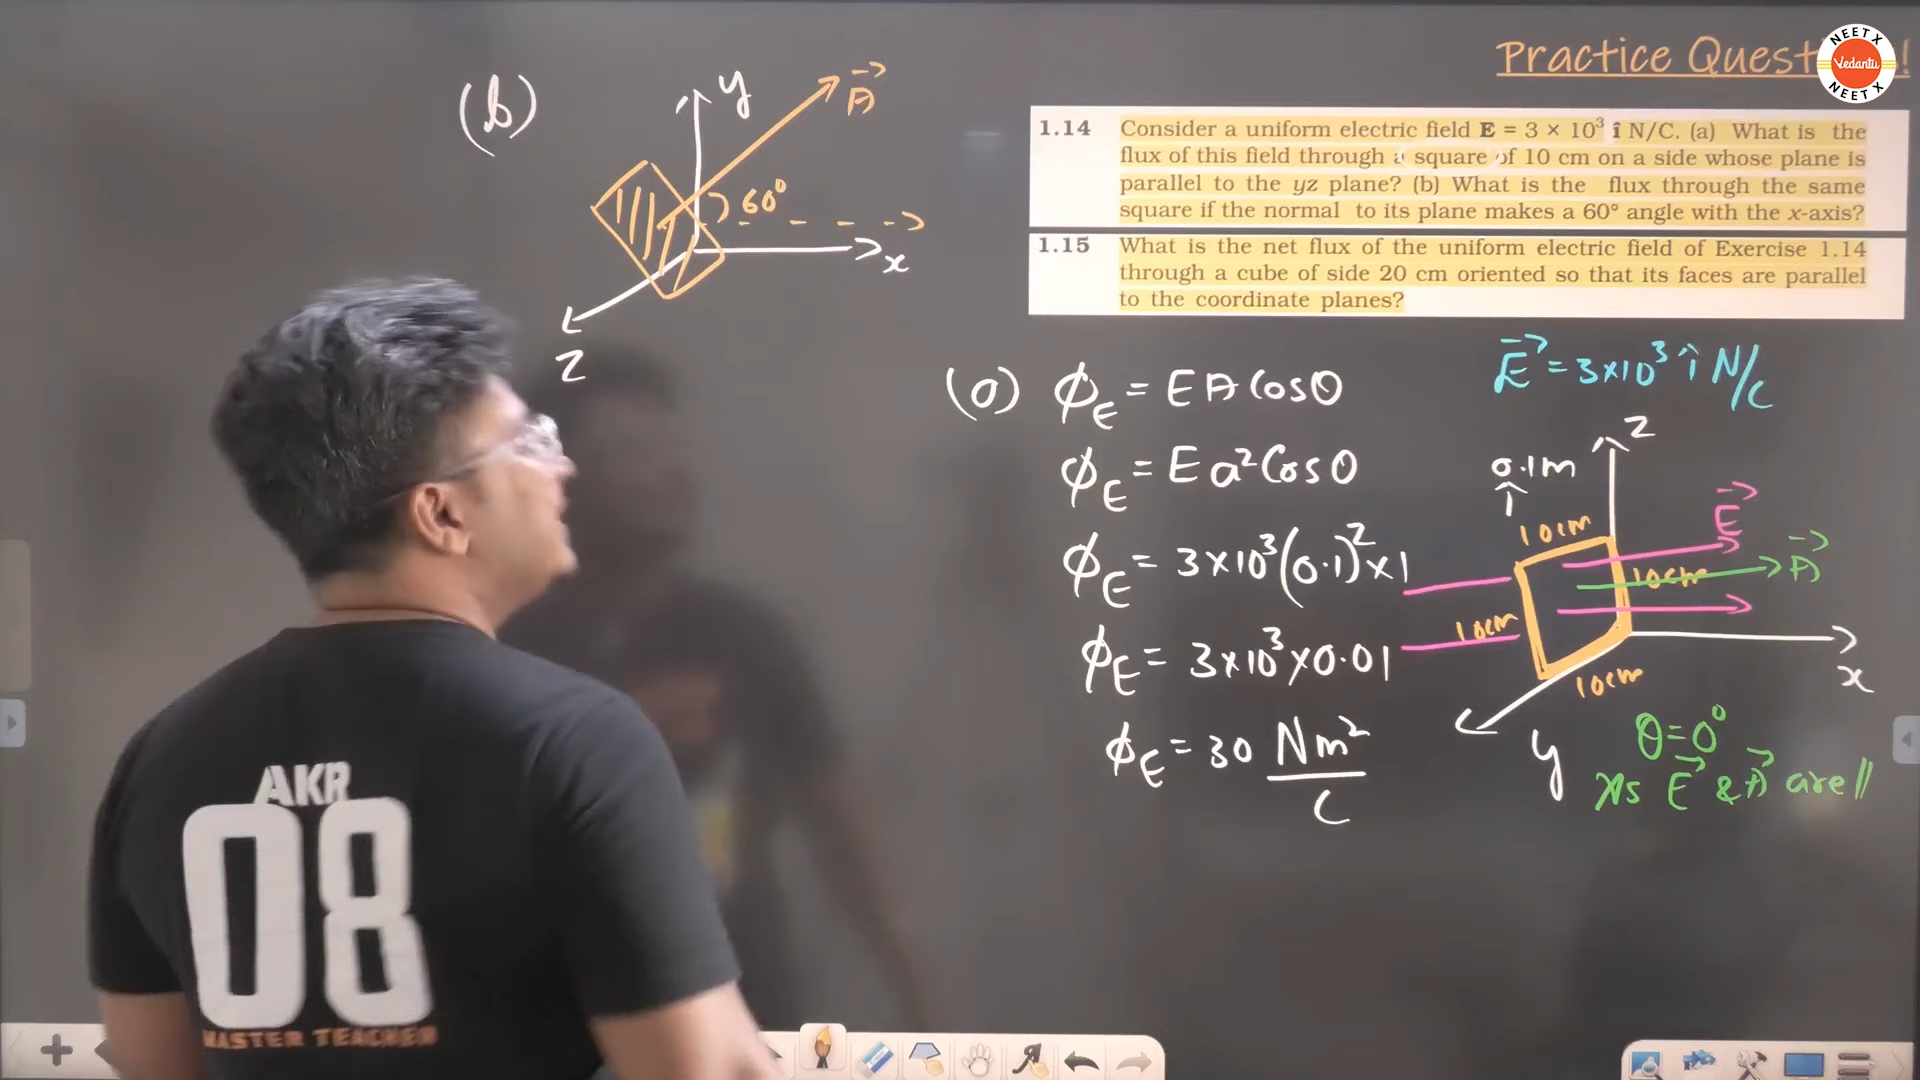 Practice Quest
!
NEET X
Vedantu
NEET X
1.14 Consider a uniform electric field E = 3 × 10³ î N/C. (a) What is the
flux of this field through a square of 10 cm on a side whose plane is
parallel to the yz plane? (b) What is the flux through the same
square if the normal to its plane makes a 60° angle with the x-axis?
1.15 What is the net flux of the uniform electric field of Exercise 1.14
through a cube of side 20 cm oriented so that its faces are parallel
to the coordinate planes?
(b)
y
A⃗
60°
x
z
E⃗ = 3×10³ î N/C
(a) ϕ_E = EA Cosθ
ϕ_E = Ea² Cosθ
ϕ_E = 3×10³(0.1)²×1
ϕ_E = 3×10³×0.01
ϕ_E = 30 Nm²/C
z
0.1m
↑
10cm
E⃗
10cm
A⃗
10cm
10cm
x
y
θ=0°
As E⃗ & A⃗ are ||
AKR
08
MASTER TEACHER